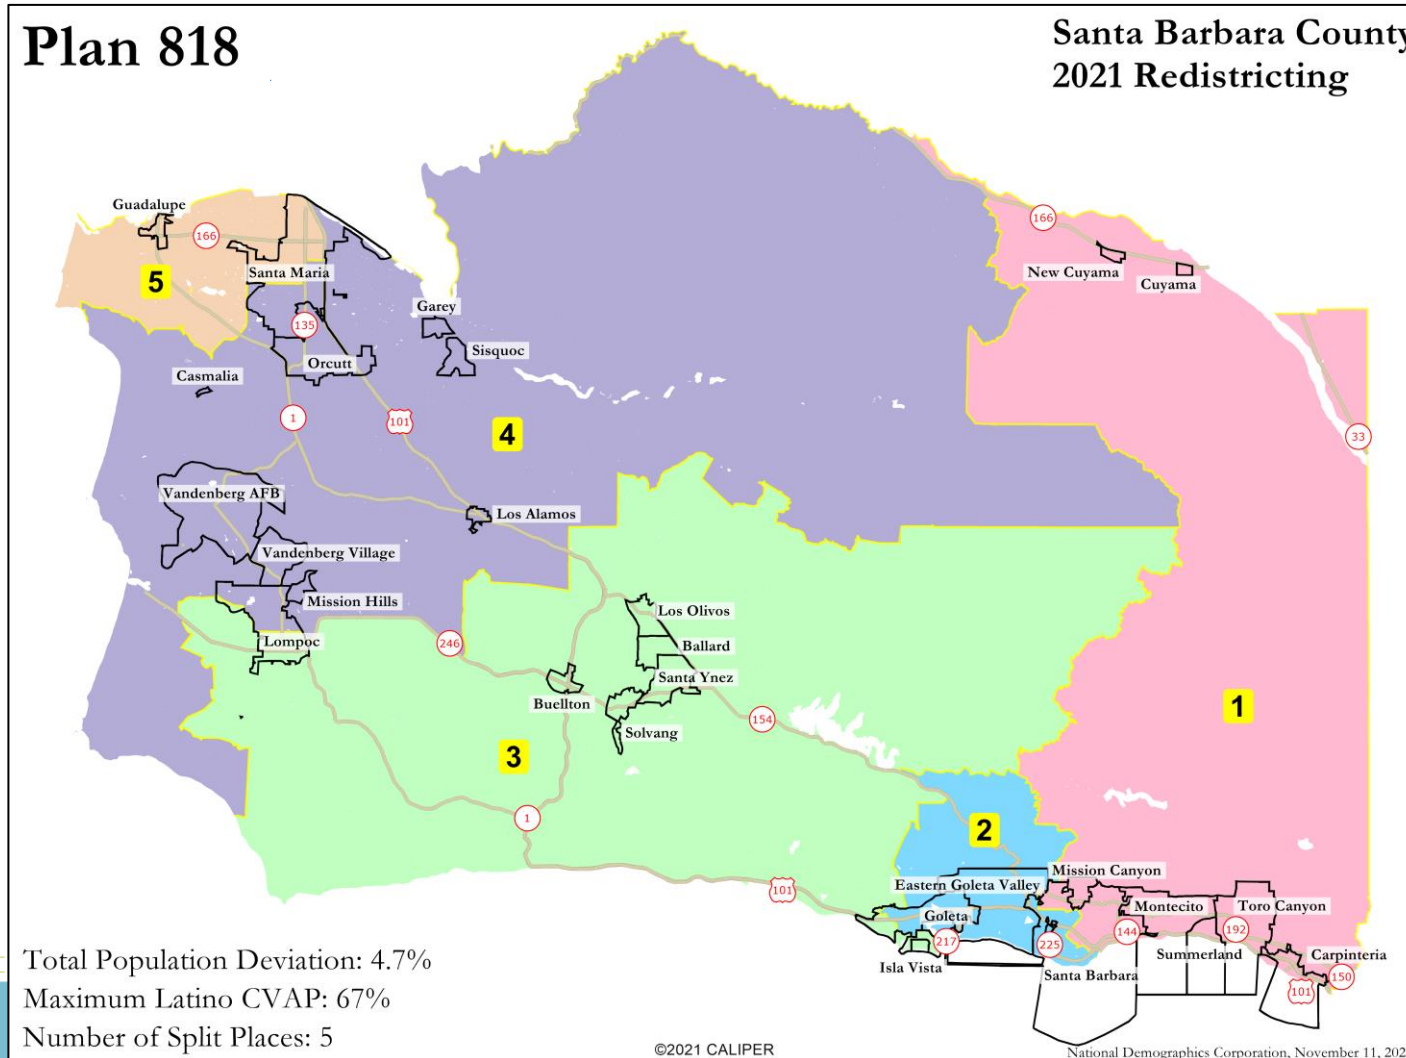 Plan 818
Santa Barbara County
2021 Redistricting
Guadalupe
166
5
Santa Maria
Garey
135
Sisquoc
Orcutt
Casmalia
1
101
4
166
New Cuyama
Cuyama
33
Vandenberg AFB
Los Alamos
Vandenberg Village
Mission Hills
Lompoc
246
Los Olivos
Ballard
Santa Ynez
Buellton
Solvang
154
3
1
1
2
101
Mission Canyon
Eastern Goleta Valley
Montecito
Toro Canyon
Goleta
217
225
144
192
Isla Vista
Santa Barbara
Summerland
Carpinteria
150
101
Total Population Deviation: 4.7%
Maximum Latino CVAP: 67%
Number of Split Places: 5
©2021 CALIPER
National Demographics Corporation, November 11, 202